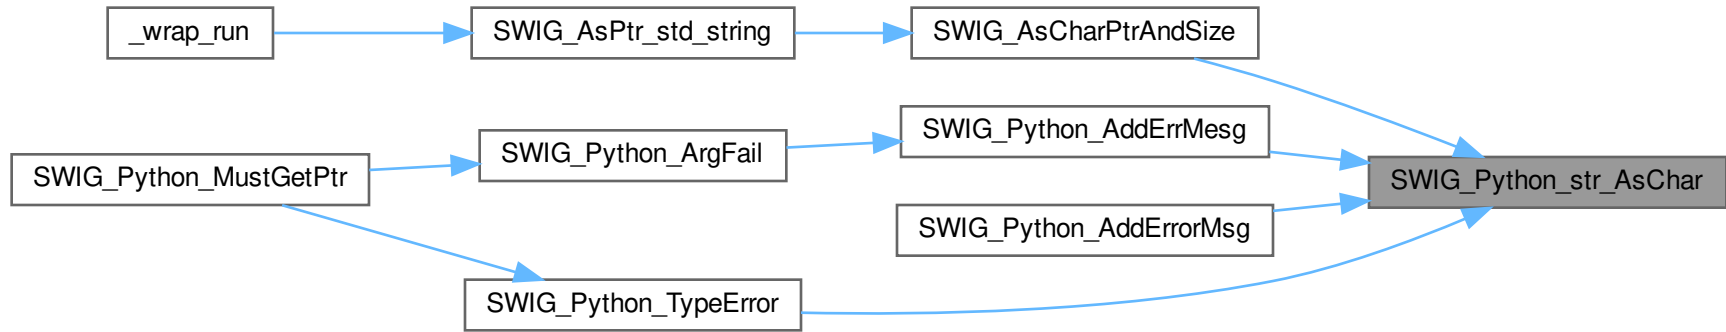 _wrap_run
SWIG_AsPtr_std_string
SWIG_AsCharPtrAndSize
SWIG_Python_MustGetPtr
SWIG_Python_ArgFail
SWIG_Python_AddErrMesg
SWIG_Python_str_AsChar
SWIG_Python_AddErrorMsg
SWIG_Python_TypeError